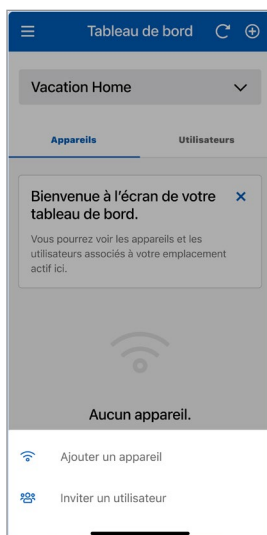 Tableau de bord
Vacation Home
Appareils
Utilisateurs
Bienvenue à l'écran de votre
tableau de bord.
Vous pourrez voir les appareils et les
utilisateurs associés à votre emplacement
actif ici.
Aucun appareil.
Ajouter un appareil
Inviter un utilisateur